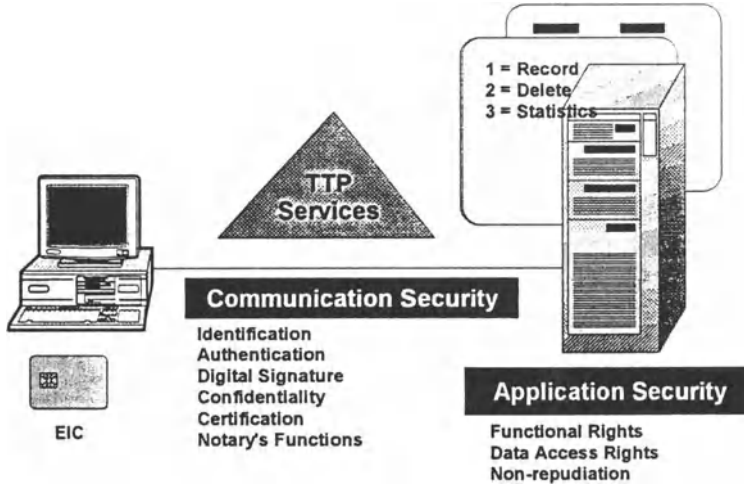 1 = Record
2 = Delete
3 = Statistics
TTP
Services
Communication Security
Identification
Authentication
Digital Signature
Confidentiality
Certification
Notary's Functions
EIC
Application Security
Functional Rights
Data Access Rights
Non-repudiation